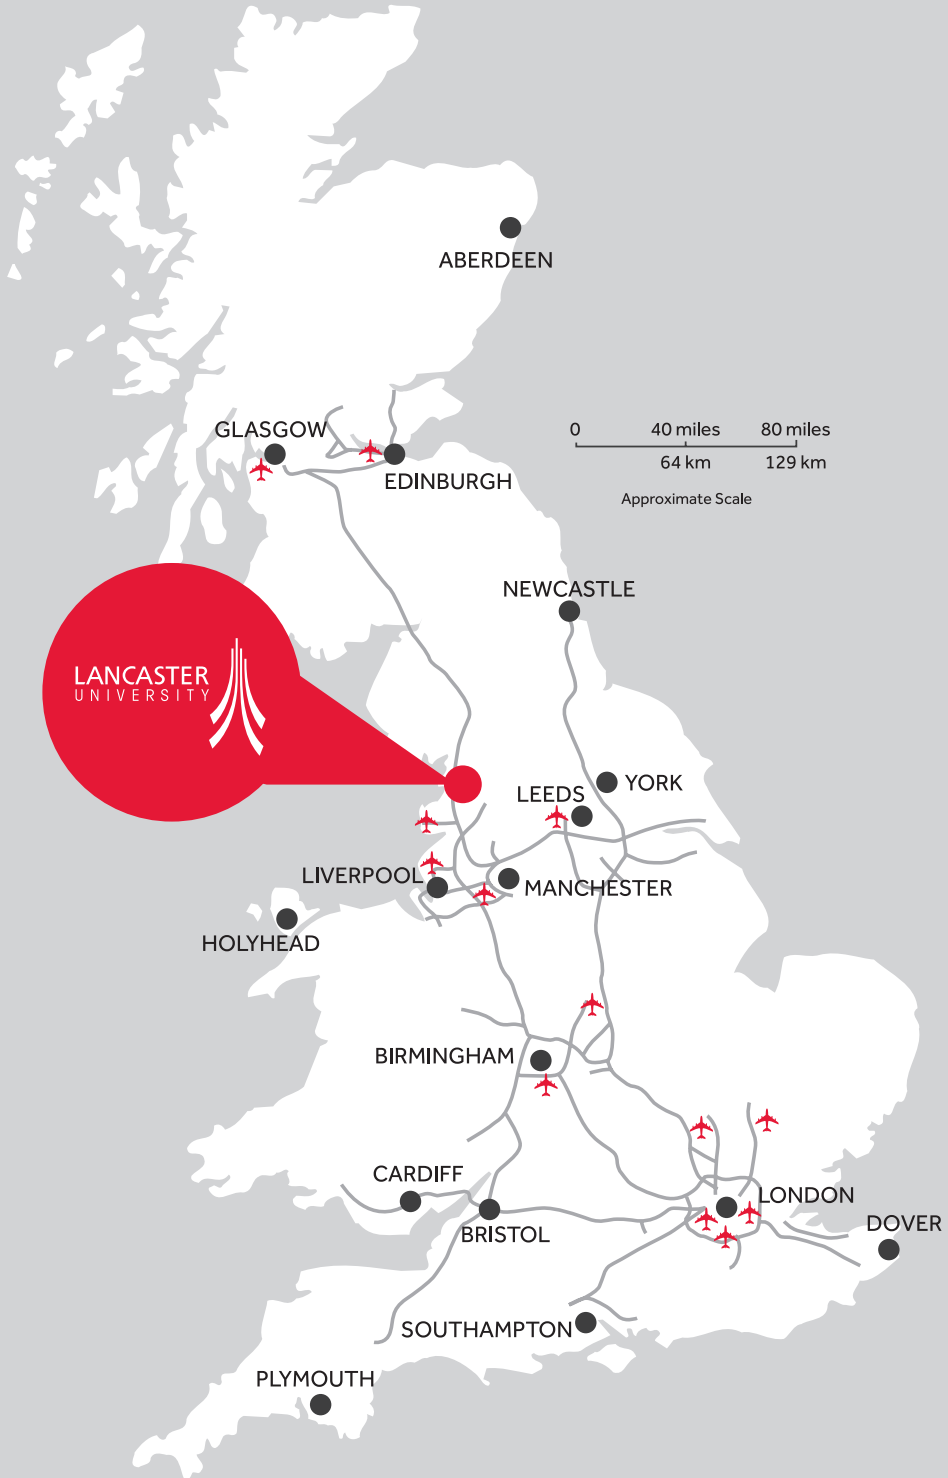 ABERDEEN
GLASGOW
EDINBURGH
0 40 miles 80 miles
64 km 129 km
Approximate Scale
NEWCASTLE
LANCASTER
UNIVERSITY
YORK
LEEDS
LIVERPOOL
MANCHESTER
HOLYHEAD
BIRMINGHAM
CARDIFF
LONDON
DOVER
BRISTOL
SOUTHAMPTON
PLYMOUTH